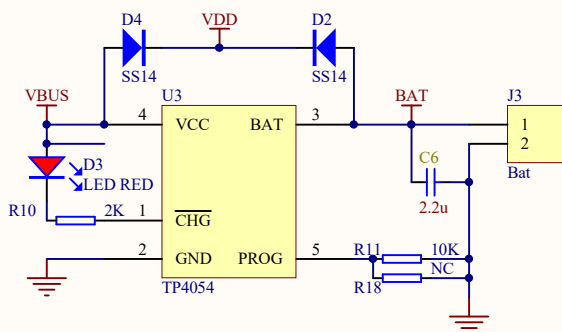 D4
VDD
D2
SS14
SS14
VBUS
U3
BAT
J3
4
VCC
BAT
3
1
2
D3
LED RED
C6
Bat
R10
2K
1
CHG
2.2u
2
GND
PROG
5
R11
10K
NC
R18
TP4054